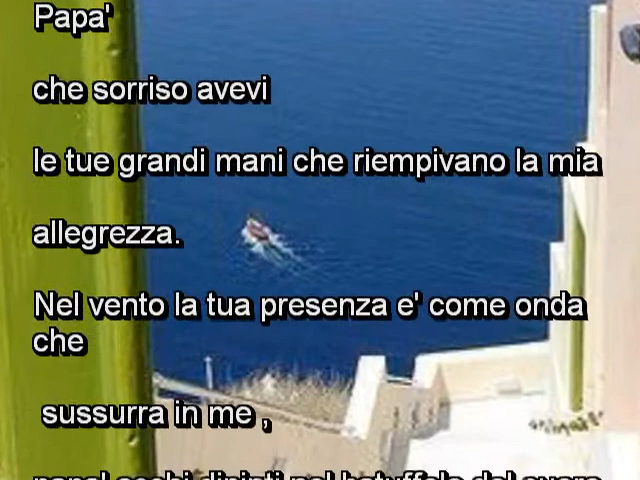 Papa'
che sorriso avevi
le tue grandi mani che riempivano la mia
allegrezza.
Nel vento la tua presenza e' come onda
che
sussurra in me ,